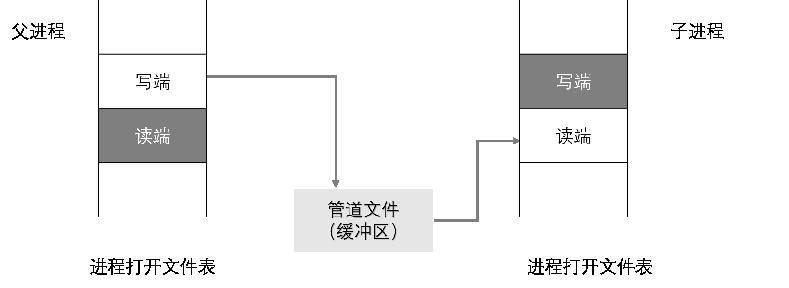 父进程
子进程
写端
写端
读端
读端
管道文件
（缓冲区）
进程打开文件表
进程打开文件表